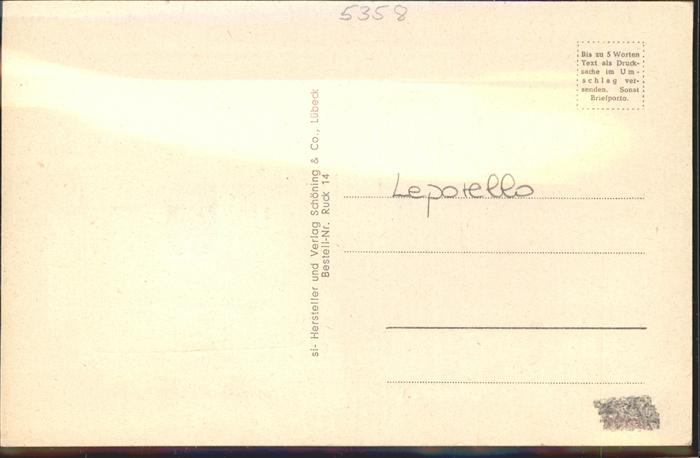 5358
Bis zu 5 Worten
Text als Druck-
sache im Um-
schlag ver-
senden. Sonst
Briefporto.
si- Hersteller und Verlag Schöning & Co., Lübeck
Bestell-Nr. Ruck 14
Leporello